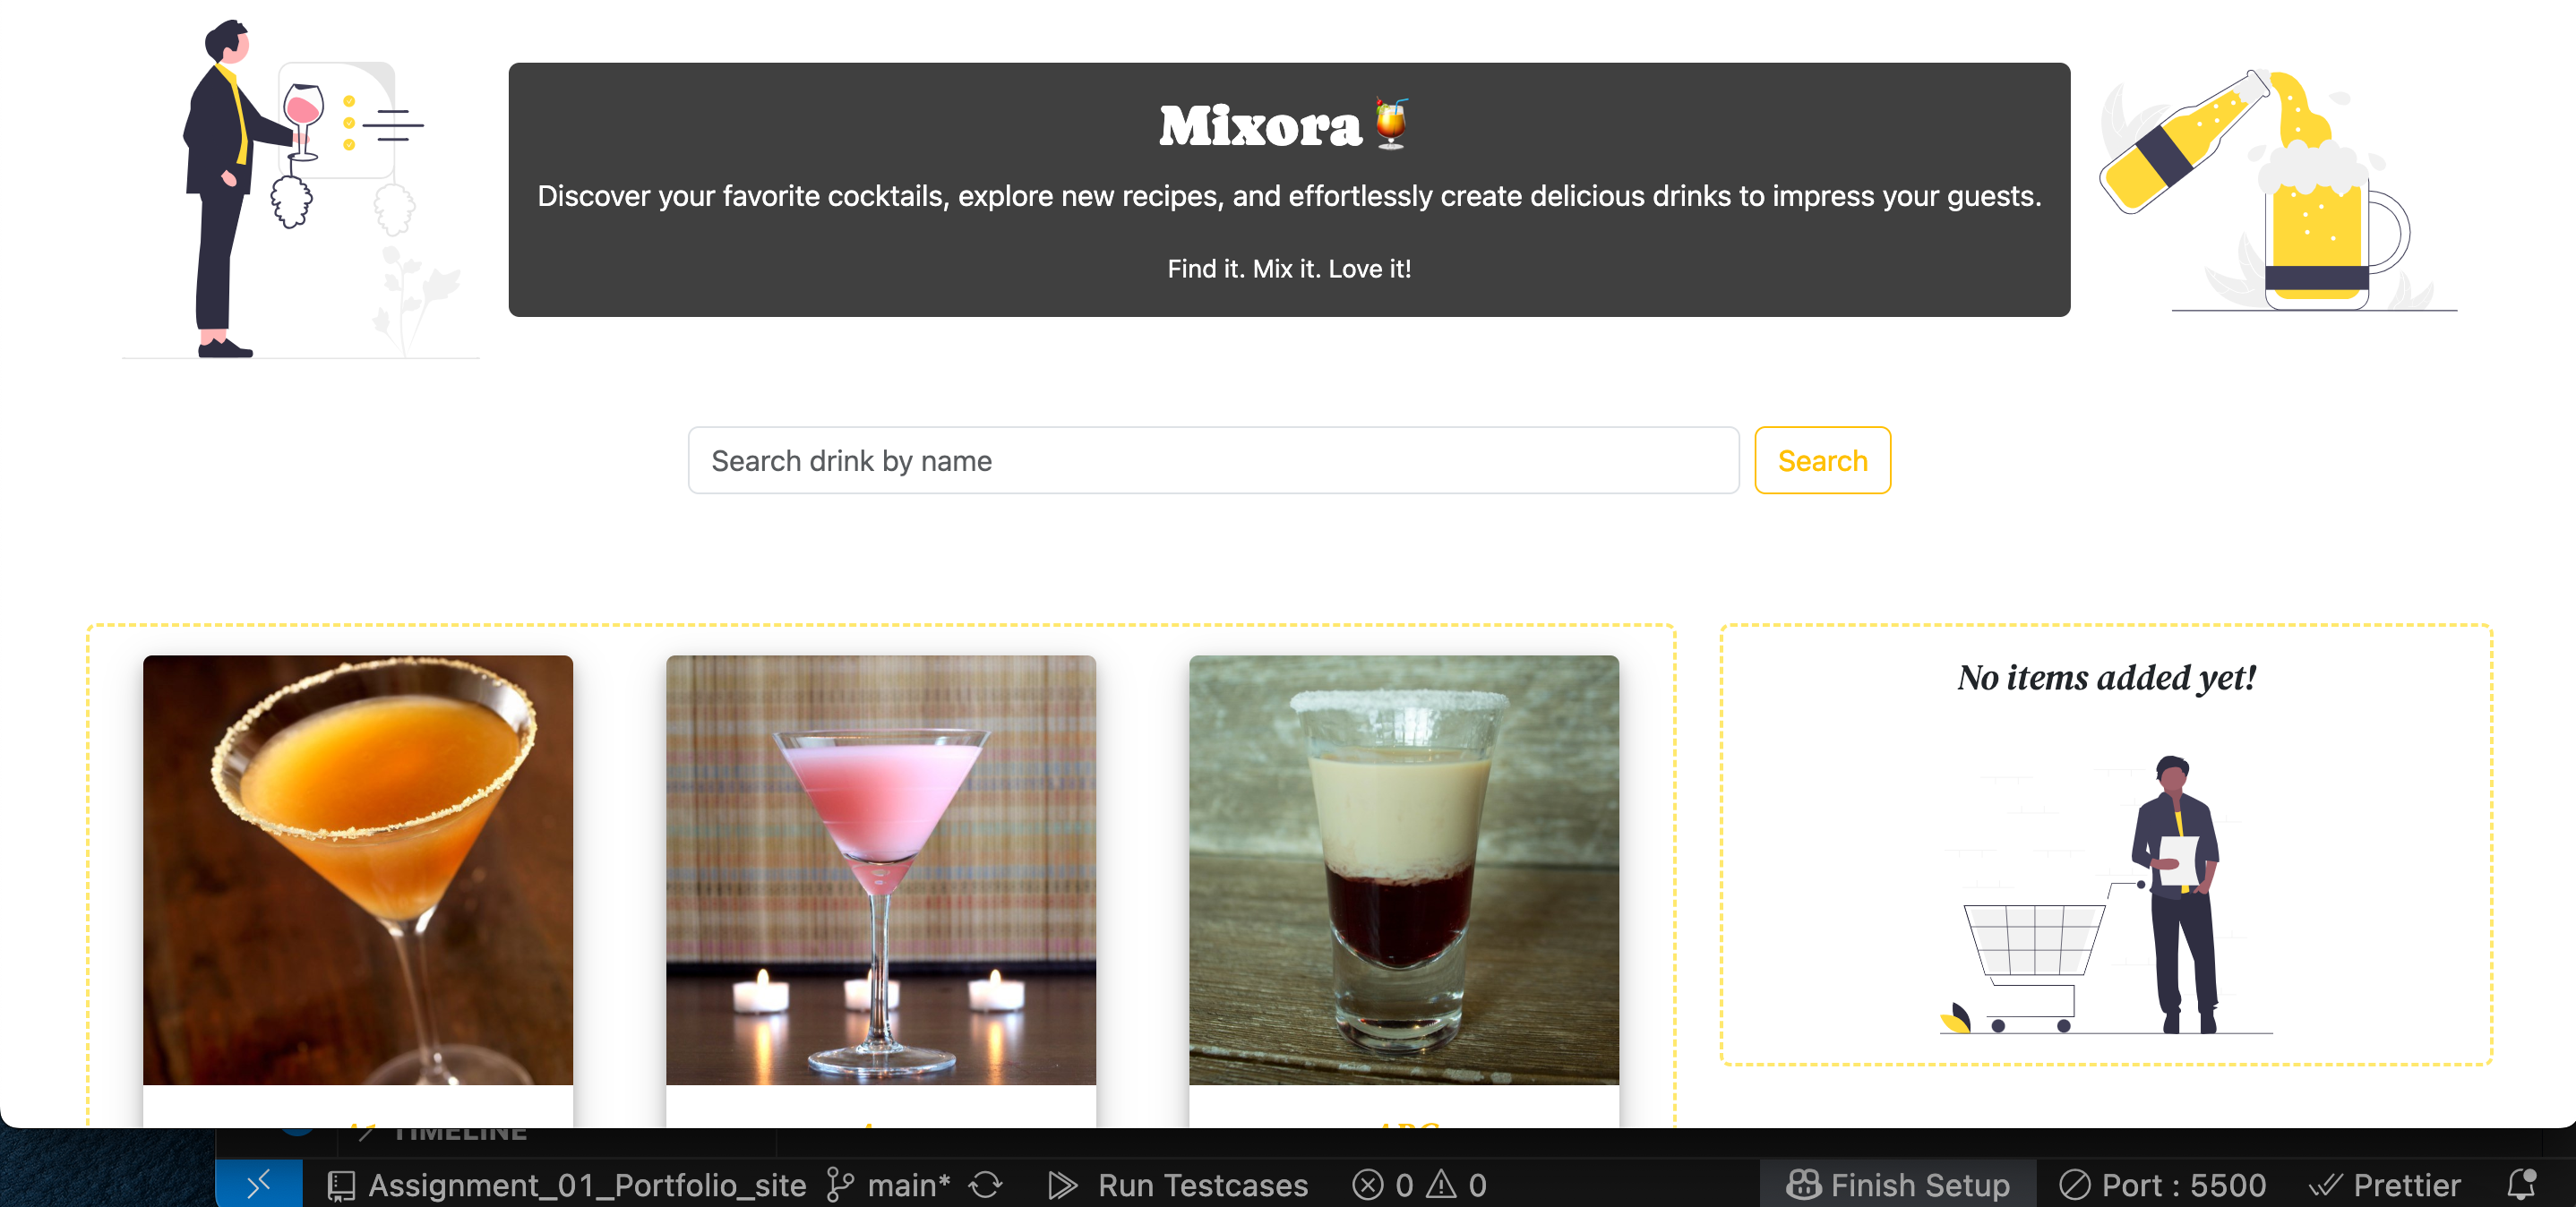 Mixora🍹
Discover your favorite cocktails, explore new recipes, and effortlessly create delicious drinks to impress your guests.
Find it. Mix it. Love it!
Search drink by name
Search
No items added yet!
TIMELINE
Assignment_01_Portfolio_site main* Run Testcases 0 0 Finish Setup Port : 5500 Prettier